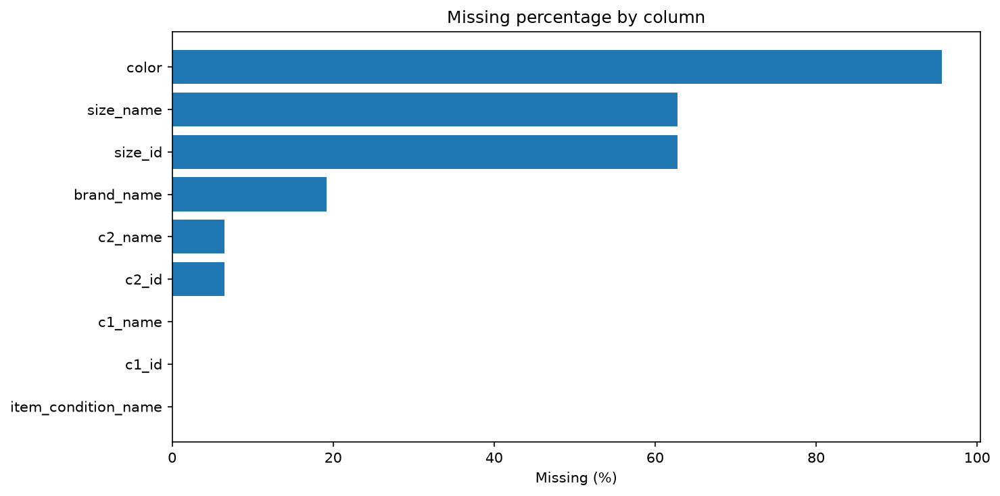 Missing percentage by column
color
size_name
size_id
brand_name
c2_name
c2_id
c1_name
c1_id
item_condition_name
0 20 40 60 80 100
Missing (%)